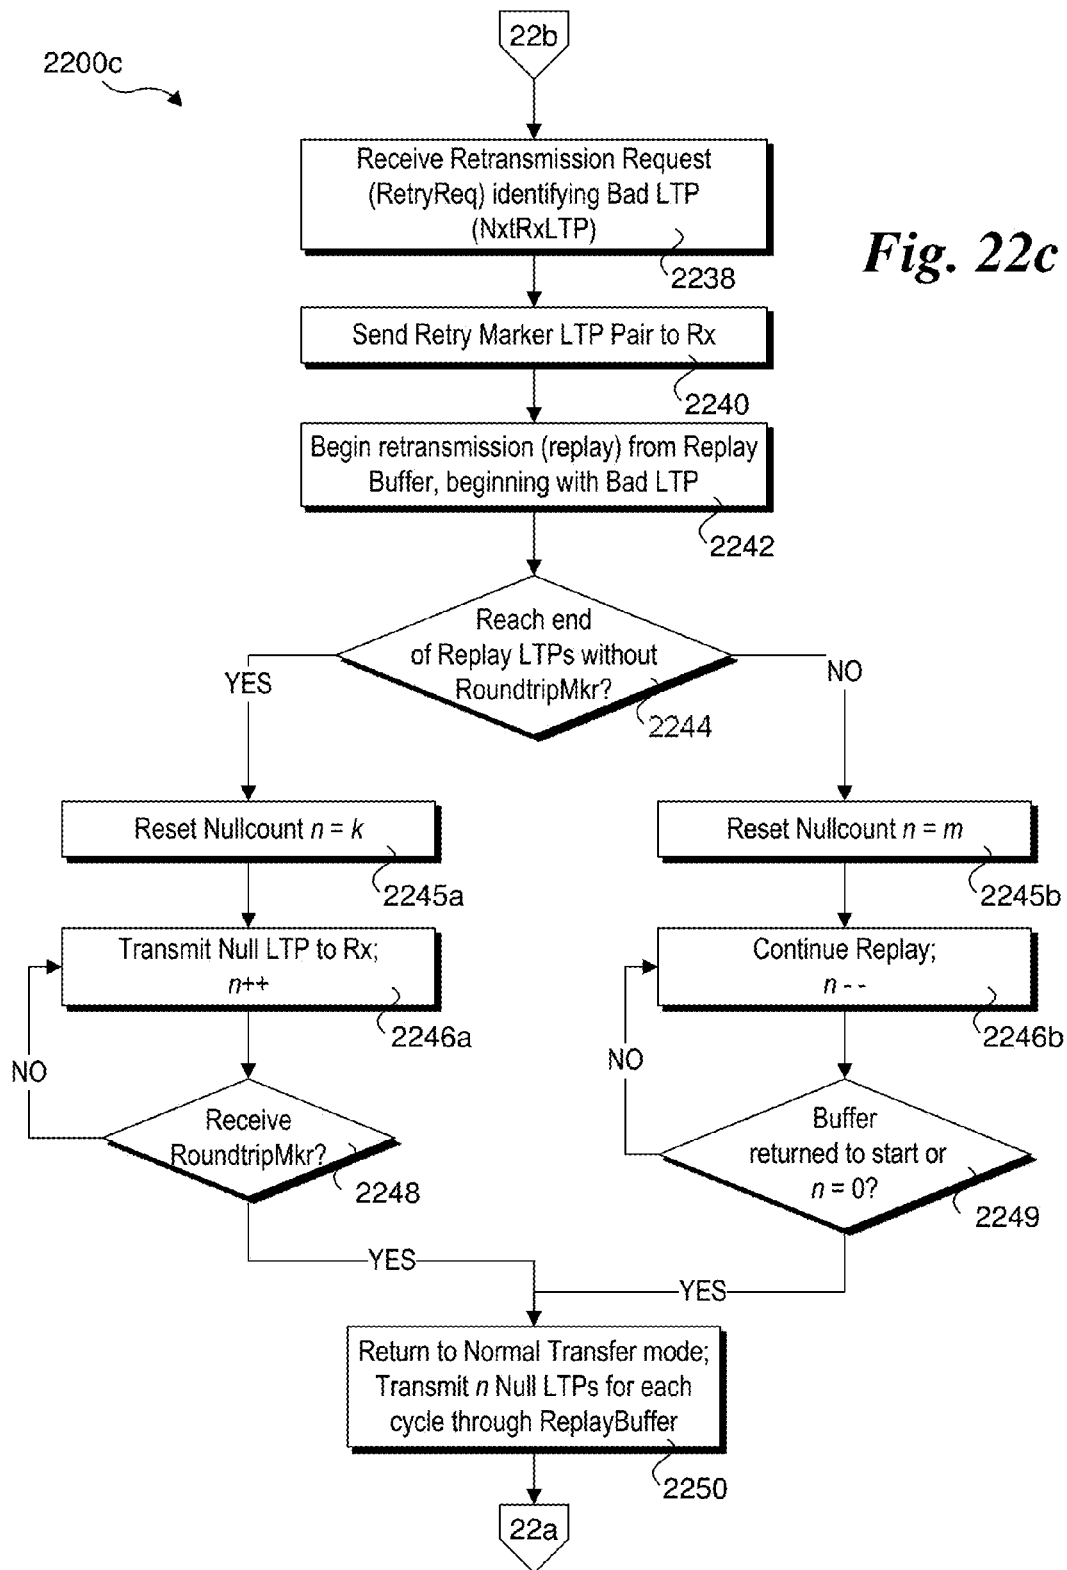 22b
2200c
Receive Retransmission Request
(RetryReq) identifying Bad LTP
(NxtRxLTP)
2238
Fig. 22c
Send Retry Marker LTP Pair to Rx
2240
Begin retransmission (replay) from Replay
Buffer, beginning with Bad LTP
2242
Reach end
of Replay LTPs without
RoundtripMkr?
2244
YES
NO
Reset Nullcount n = k
2245a
Reset Nullcount n = m
2245b
Transmit Null LTP to Rx;
n++
2246a
Continue Replay;
n - -
2246b
NO
NO
Receive
RoundtripMkr?
2248
Buffer
returned to start or
n = 0?
2249
YES
YES
Return to Normal Transfer mode;
Transmit n Null LTPs for each
cycle through ReplayBuffer
2250
22a